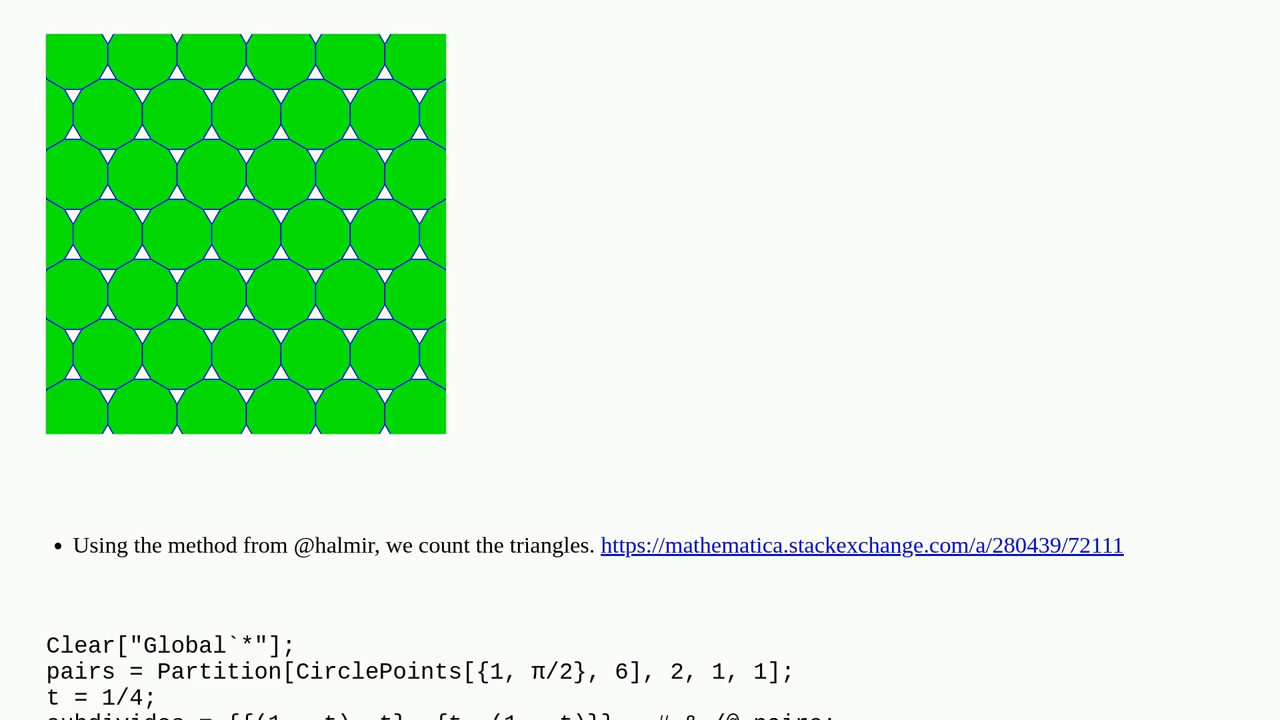 • Using the method from @halmir, we count the triangles. https://mathematica.stackexchange.com/a/280439/72111
Clear["Global`*"];
pairs = Partition[CirclePoints[{1, π/2}, 6], 2, 1, 1];
t = 1/4;